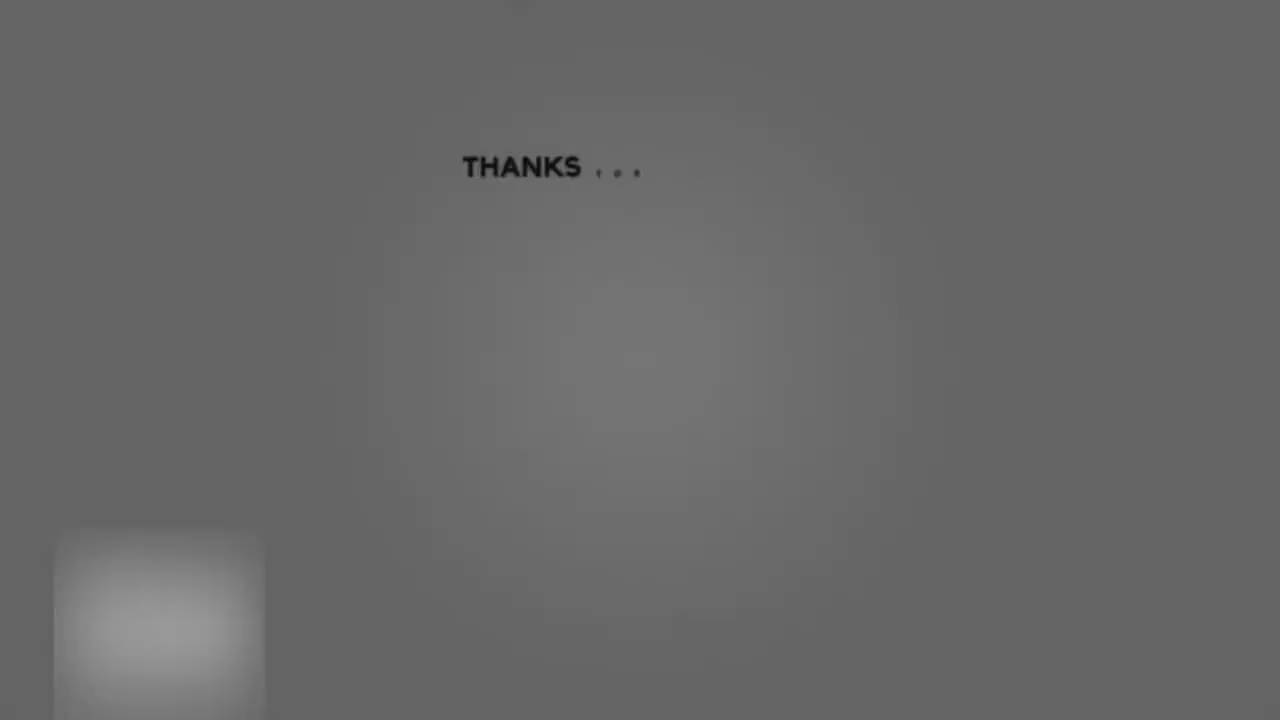 THANKS . . .